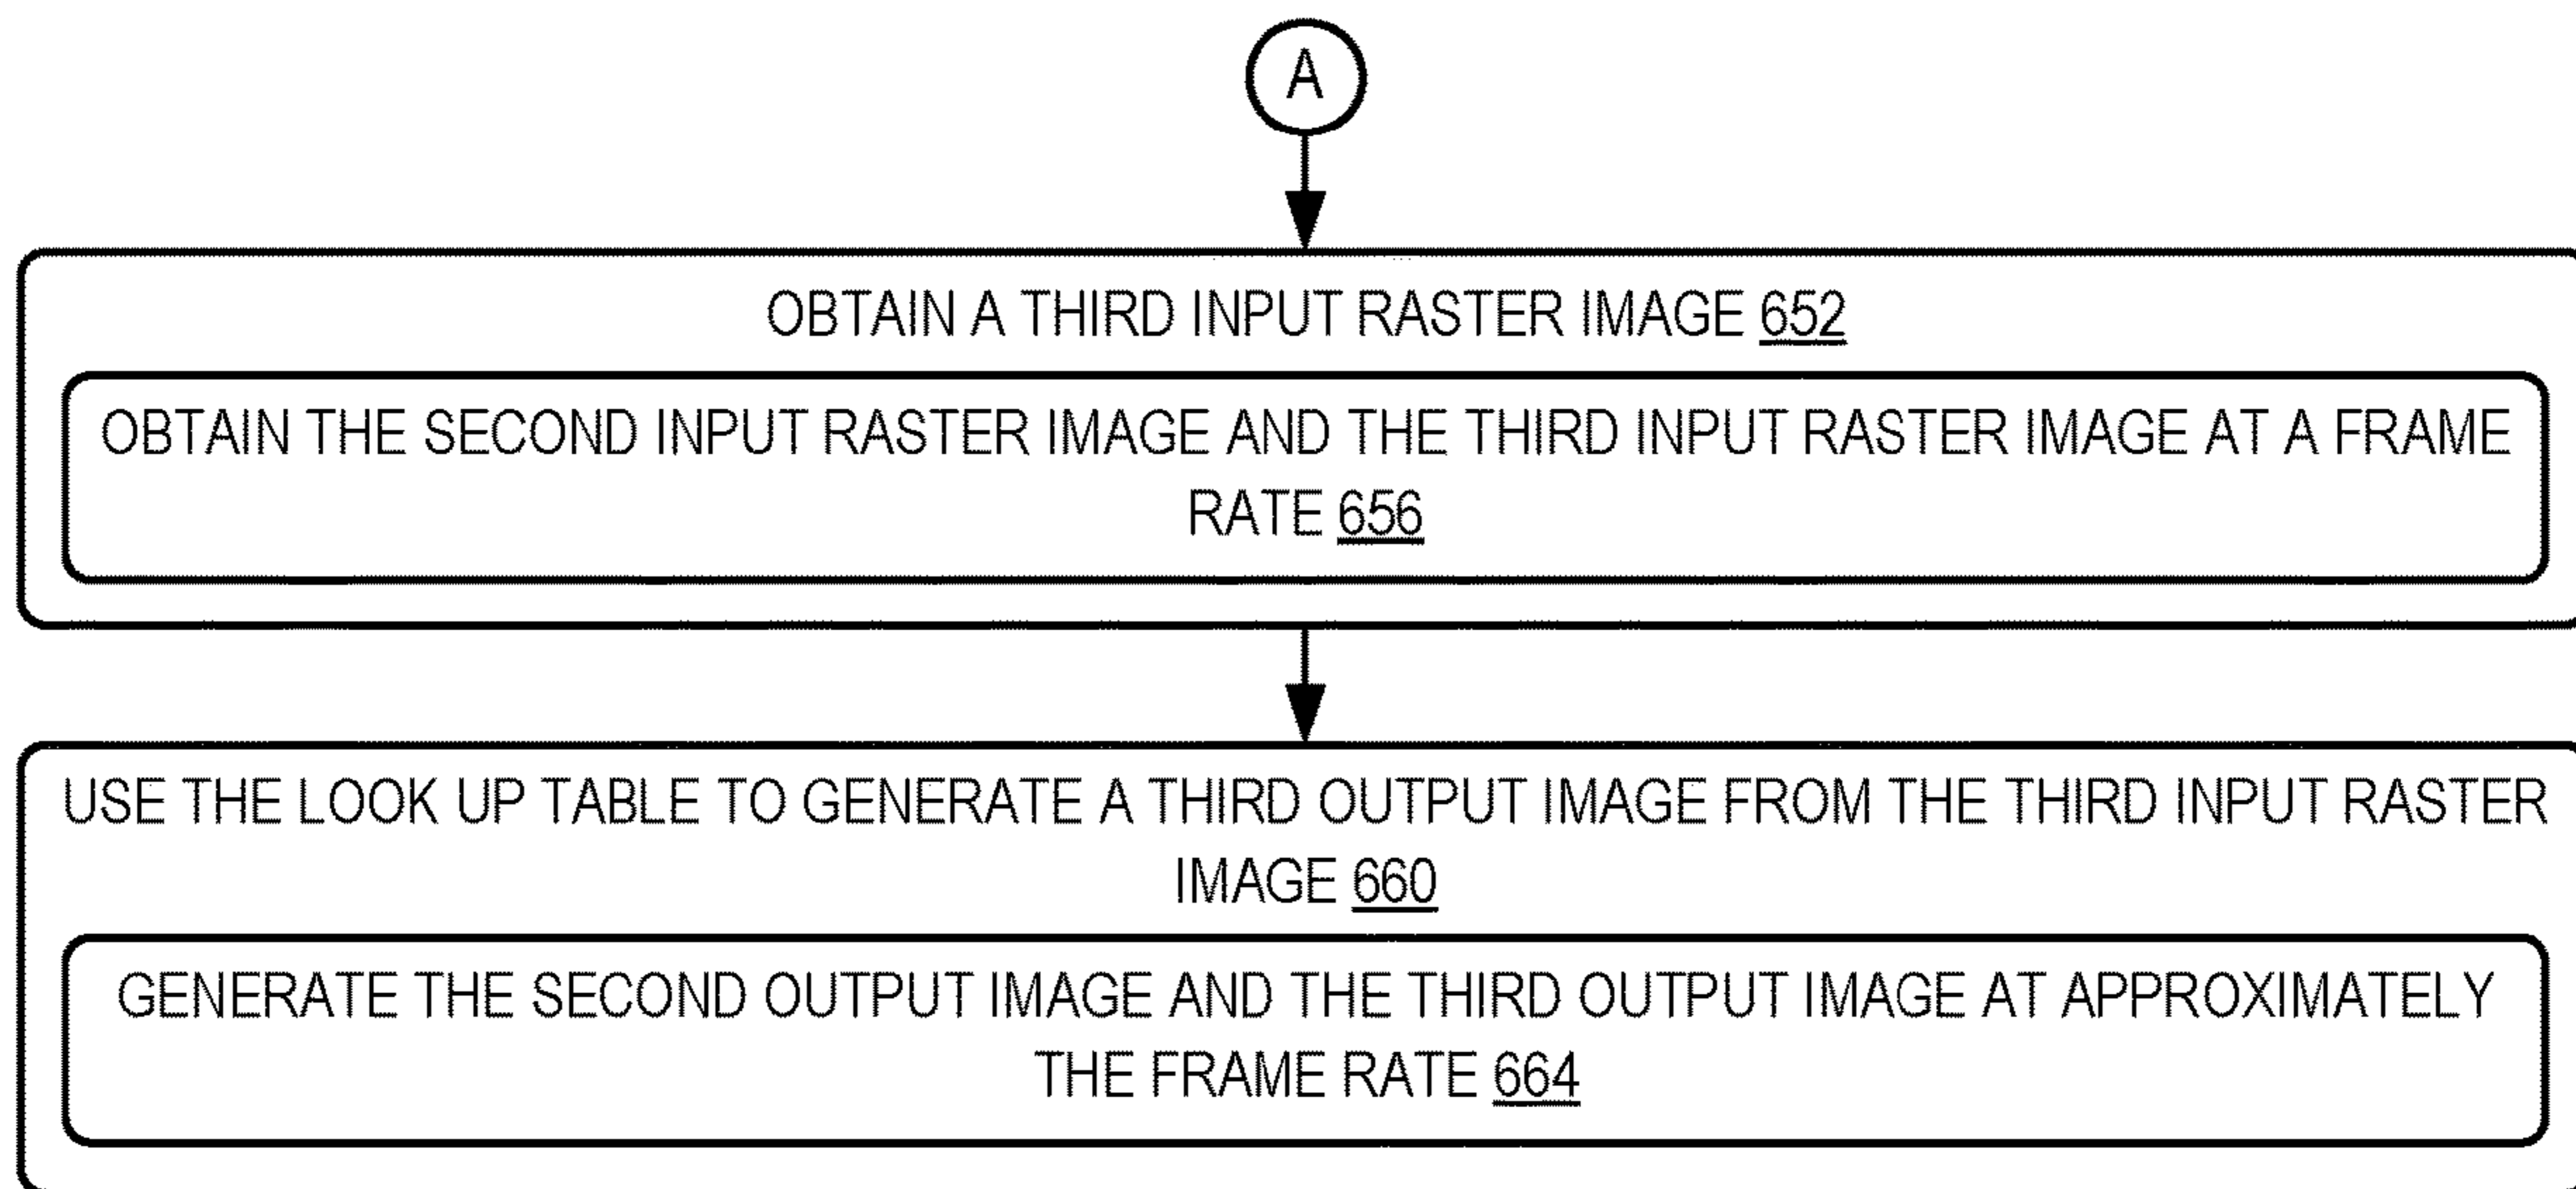 A
OBTAIN A THIRD INPUT RASTER IMAGE 652
OBTAIN THE SECOND INPUT RASTER IMAGE AND THE THIRD INPUT RASTER IMAGE AT A FRAME
RATE 656
USE THE LOOK UP TABLE TO GENERATE A THIRD OUTPUT IMAGE FROM THE THIRD INPUT RASTER
IMAGE 660
GENERATE THE SECOND OUTPUT IMAGE AND THE THIRD OUTPUT IMAGE AT APPROXIMATELY
THE FRAME RATE 664